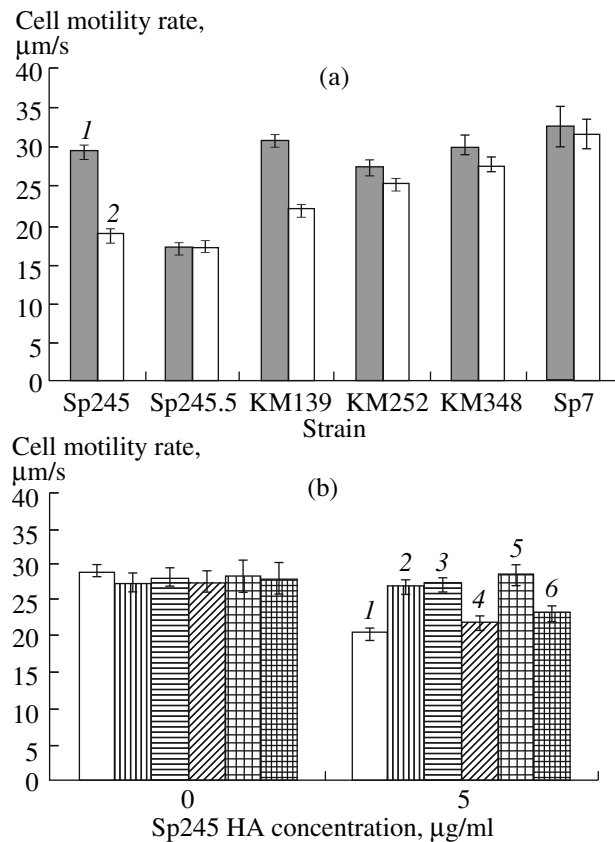 Cell motility rate,
μm/s
(a)
40
35
30
25
20
15
10
5
0
1
2
Sp245 Sp245.5 KM139 KM252 KM348 Sp7
Strain
Cell motility rate,
μm/s
(b)
40
35
30
25
20
15
10
5
0
1 2 3 4 5 6
0 5
Sp245 HA concentration, μg/ml